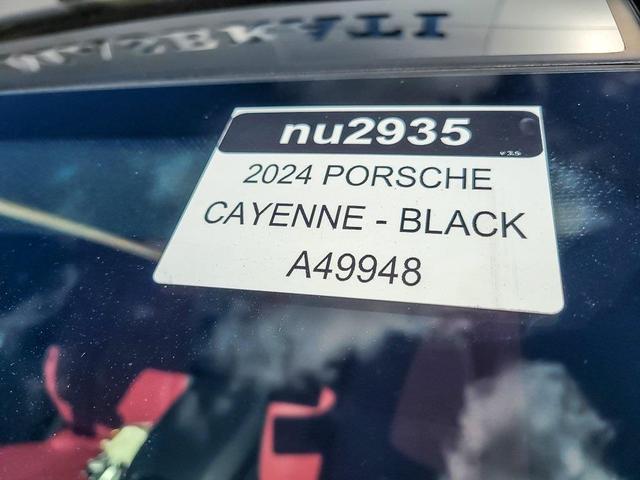 nu2935
2024 PORSCHE
CAYENNE - BLACK
A49948